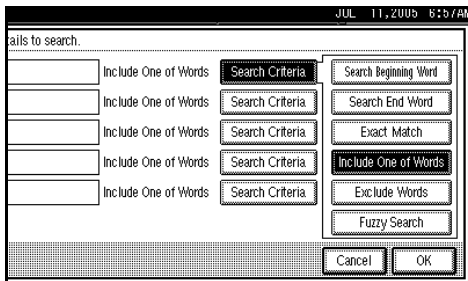 JUL 11,2005 6:57AM
tails to search.
Include One of Words Search Criteria Search Beginning Word
Include One of Words Search Criteria Search End Word
Include One of Words Search Criteria Exact Match
Include One of Words Search Criteria Include One of Words
Include One of Words Search Criteria Exclude Words
Fuzzy Search
Cancel OK